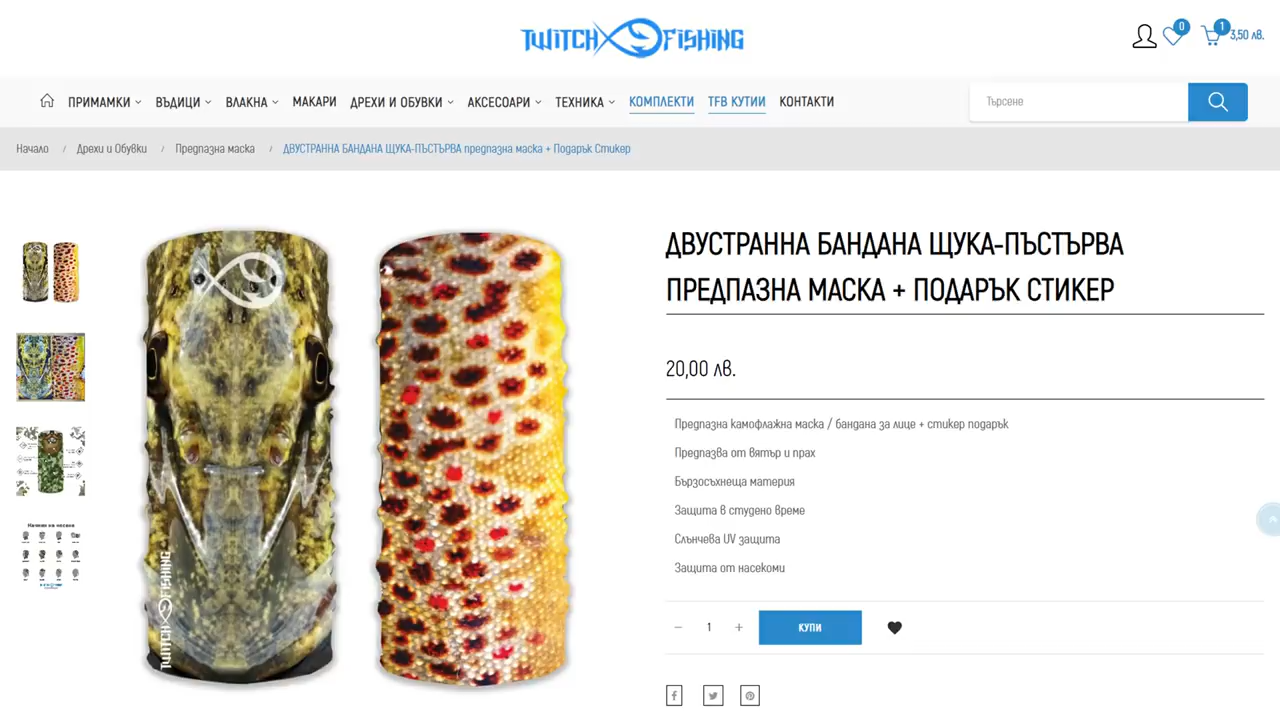 TWITCH FISHING
0
1
3,50 лв.
ПРИМАМКИ
ВЪДИЦИ
ВЛАКНА
МАКАРИ
ДРЕХИ И ОБУВКИ
АКСЕСОАРИ
ТЕХНИКА
КОМПЛЕКТИ
TFB КУТИИ
КОНТАКТИ
Търсене
Начало / Дрехи и Обувки / Предпазна маска / ДВУСТРАННА БАНДАНА ЩУКА-ПЪСТЪРВА предпазна маска + Подарък Стикер
ДВУСТРАННА БАНДАНА ЩУКА-ПЪСТЪРВА
ПРЕДПАЗНА МАСКА + ПОДАРЪК СТИКЕР
20,00 лв.
Предпазна камофлажна маска / бандана за лице + стикер подарък
Предпазва от вятър и прах
Бързосъхнеща материя
Защита в студено време
Слънчева UV защита
Защита от насекоми
− 1 +
КУПИ
TWITCH FISHING